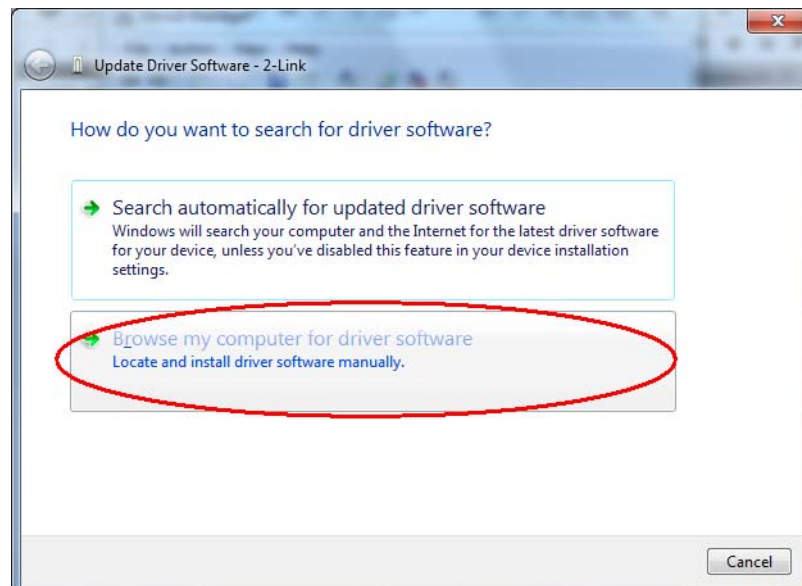 Update Driver Software - 2-Link
How do you want to search for driver software?
Search automatically for updated driver software
Windows will search your computer and the Internet for the latest driver software
for your device, unless you've disabled this feature in your device installation
settings.
Browse my computer for driver software
Locate and install driver software manually.
Cancel